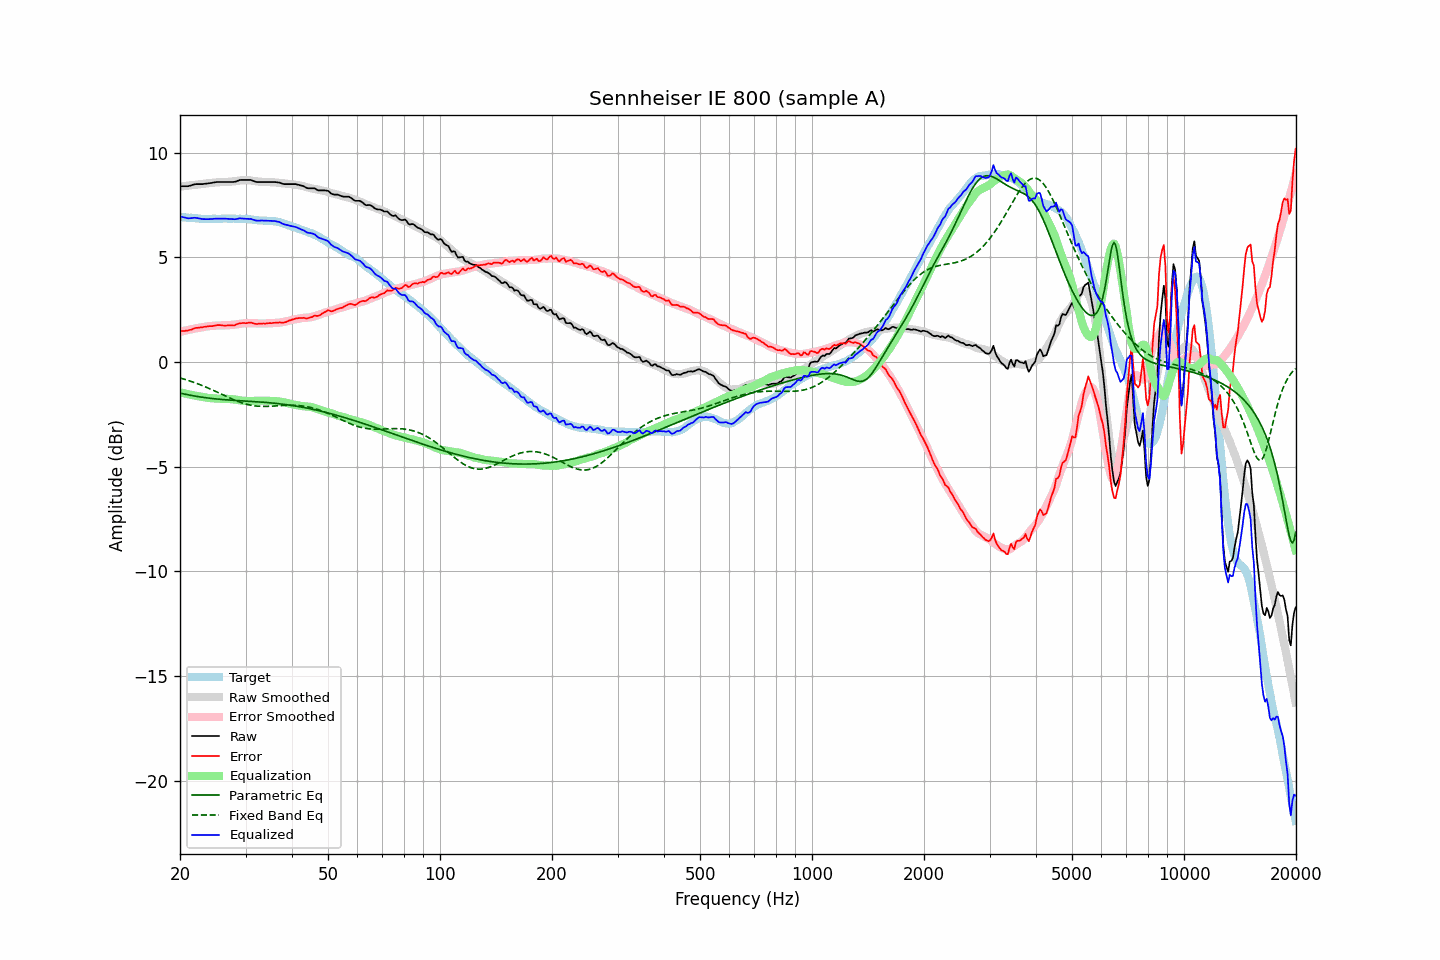 Sennheiser IE 800 (sample A)
10
5
0
−5
−10
−15
−20
Amplitude (dBr)
Target
Raw Smoothed
Error Smoothed
Raw
Error
Equalization
Parametric Eq
Fixed Band Eq
Equalized
20 50 100 200 500 1000 2000 5000 10000 20000
Frequency (Hz)